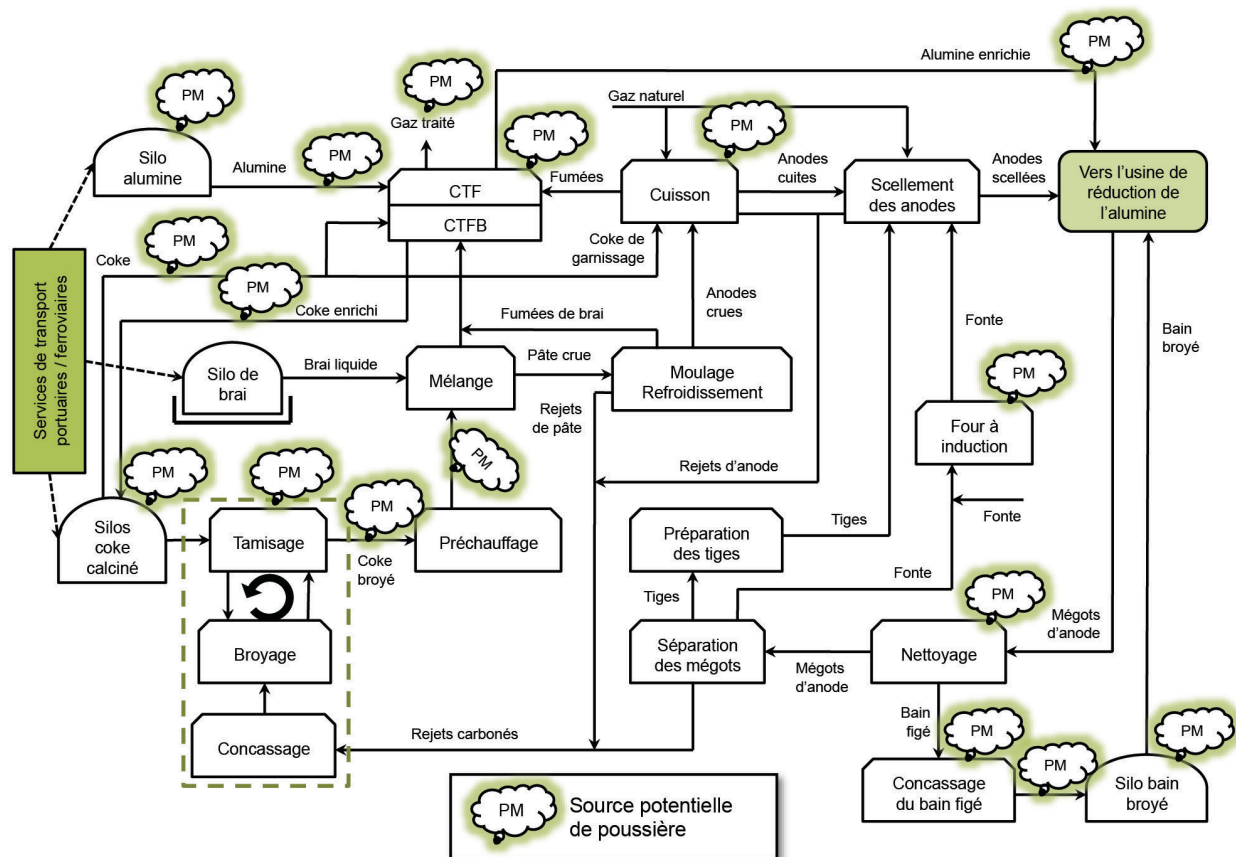 PM
Alumine enrichie
PM
PM
Gaz traité
Gaz naturel
PM
PM
PM
Silo
alumine
Alumine
CTF
CTFB
Fumées
Cuisson
Anodes
cuites
Scellement
des anodes
Anodes
scellées
Vers l'usine de
réduction de
l'alumine
Services de transport
portuaires / ferroviaires
Coke
PM
PM
Coke de
garnissage
Coke enrichi
Fumées de brai
Anodes
crues
Fonte
Bain
broyé
Silo de
brai
Brai liquide
Mélange
Pâte crue
Moulage
Refroidissement
PM
Rejets
de pâte
Four à
induction
PM
PM
PM
PM
Rejets d'anode
Silos
coke
calciné
Tamisage
Coke
broyé
Préchauffage
Préparation
des tiges
Tiges
Fonte
Fonte
PM
Tiges
Broyage
Séparation
des mégots
Mégots
d'anode
Nettoyage
Mégots
d'anode
Concassage
Rejets carbonés
Bain
figé
PM
PM
PM
Concassage
du bain figé
Silo bain
broyé
PM
Source potentielle
de poussière